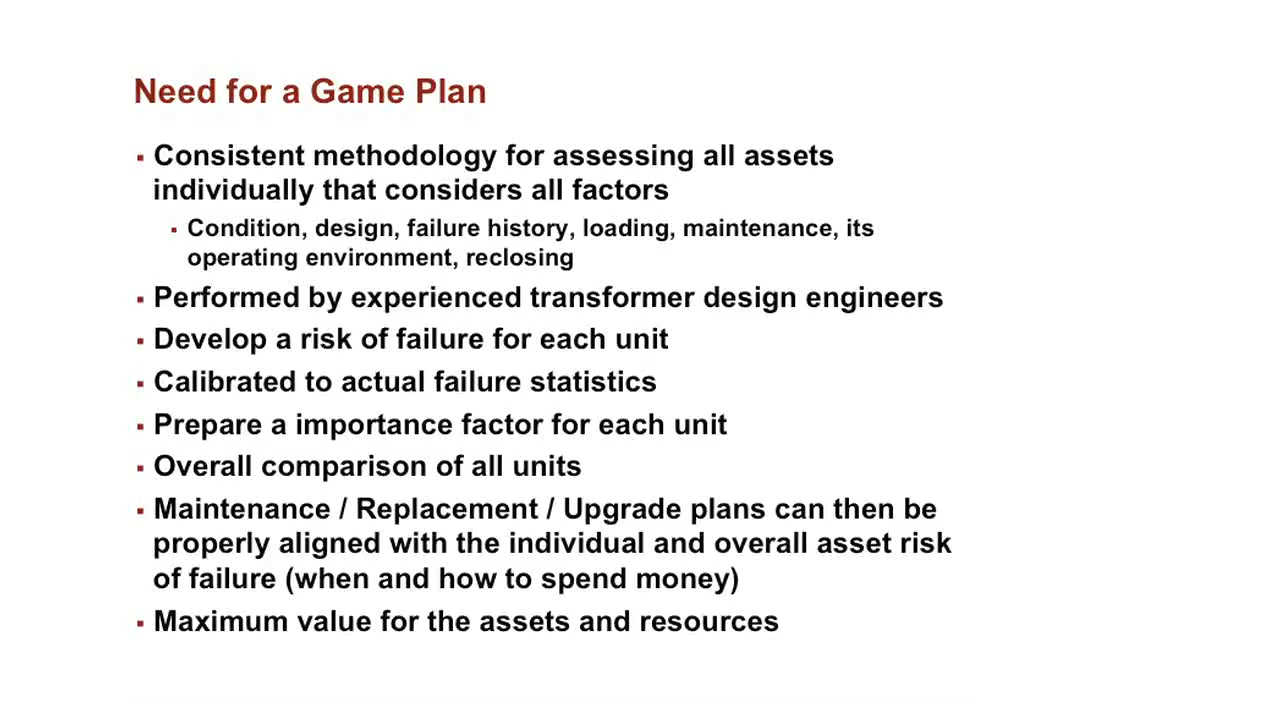 Need for a Game Plan
▪ Consistent methodology for assessing all assets
individually that considers all factors
▪ Condition, design, failure history, loading, maintenance, its
operating environment, reclosing
▪ Performed by experienced transformer design engineers
▪ Develop a risk of failure for each unit
▪ Calibrated to actual failure statistics
▪ Prepare a importance factor for each unit
▪ Overall comparison of all units
▪ Maintenance / Replacement / Upgrade plans can then be
properly aligned with the individual and overall asset risk
of failure (when and how to spend money)
▪ Maximum value for the assets and resources